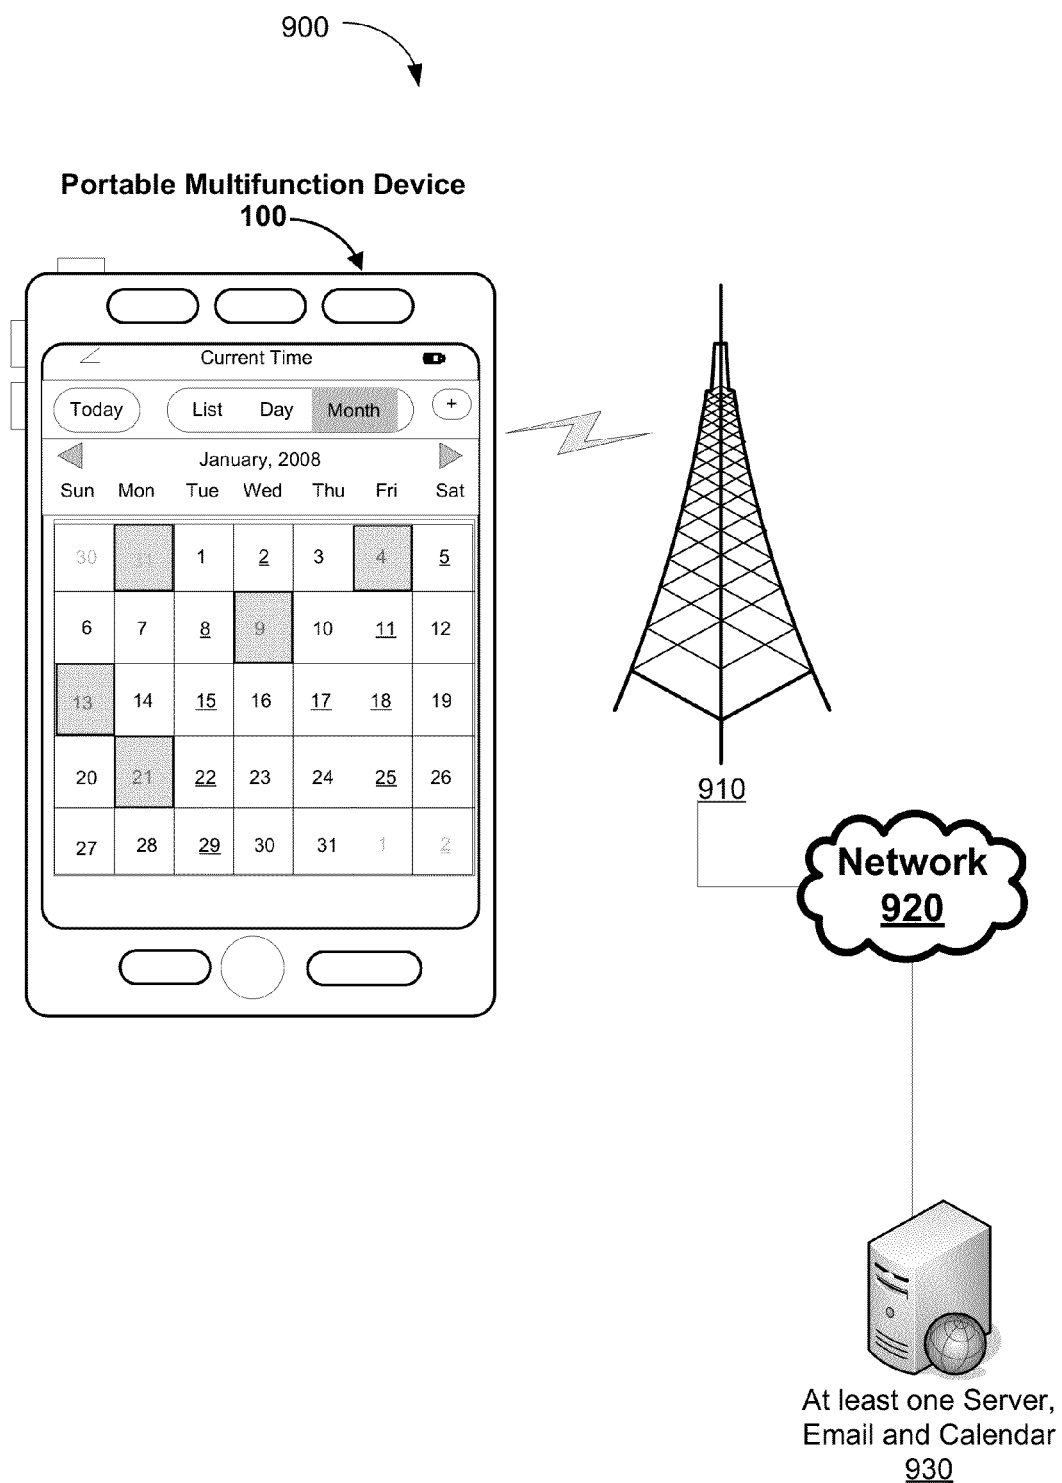 900
Portable Multifunction Device
100
Current Time
Today List Day Month +
January, 2008
Sun Mon Tue Wed Thu Fri Sat
30 31 1 2 3 4 5
6 7 8 9 10 11 12
13 14 15 16 17 18 19
20 21 22 23 24 25 26
27 28 29 30 31 1 2
910
Network
920
At least one Server,
Email and Calendar
930